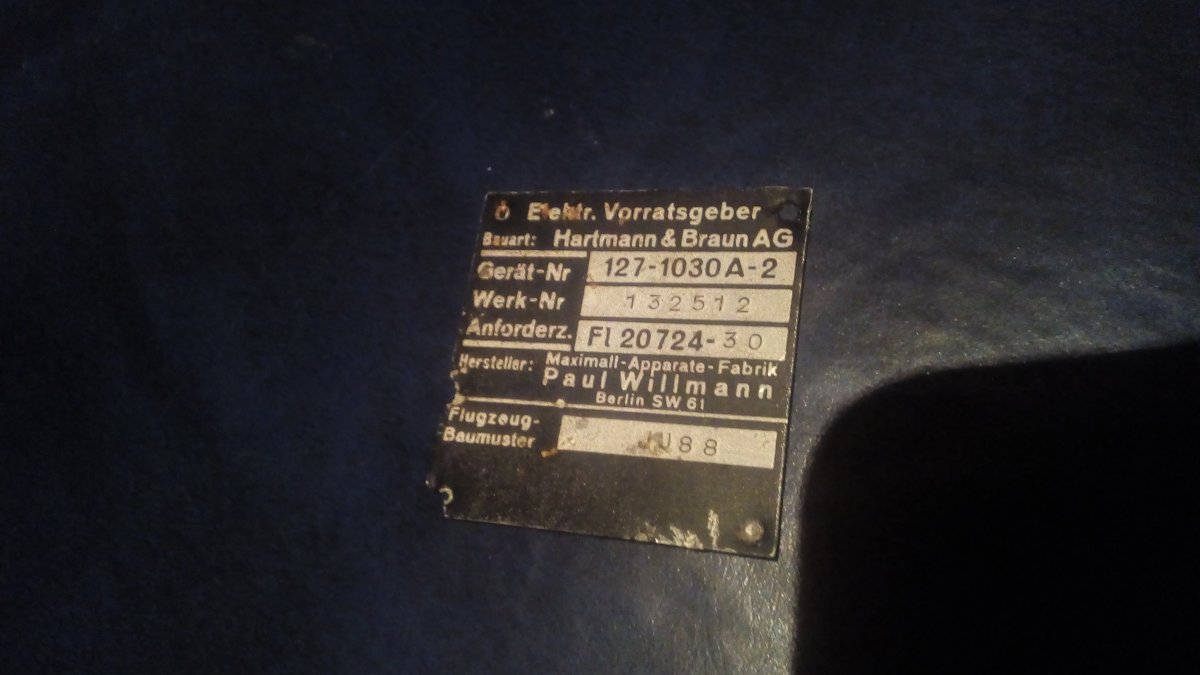 Elektr. Vorratsgeber
Bauart: Hartmann & Braun AG
Gerät-Nr 127-1030 A-2
Werk-Nr 132512
Anforderz. Fl 20724-30
Hersteller: Maximall-Apparate-Fabrik
Paul Willmann
Berlin SW 61
Flugzeug-
Baumuster JU88